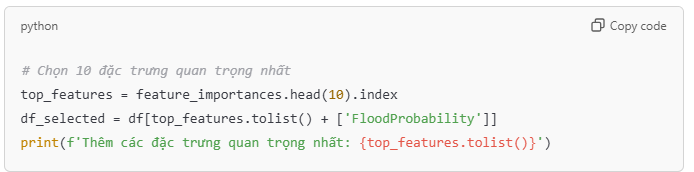 python
Copy code
# Chọn 10 đặc trưng quan trọng nhất
top_features = feature_importances.head(10).index
df_selected = df[top_features.tolist() + ['FloodProbability']]
print(f'Thêm các đặc trưng quan trọng nhất: {top_features.tolist()}')